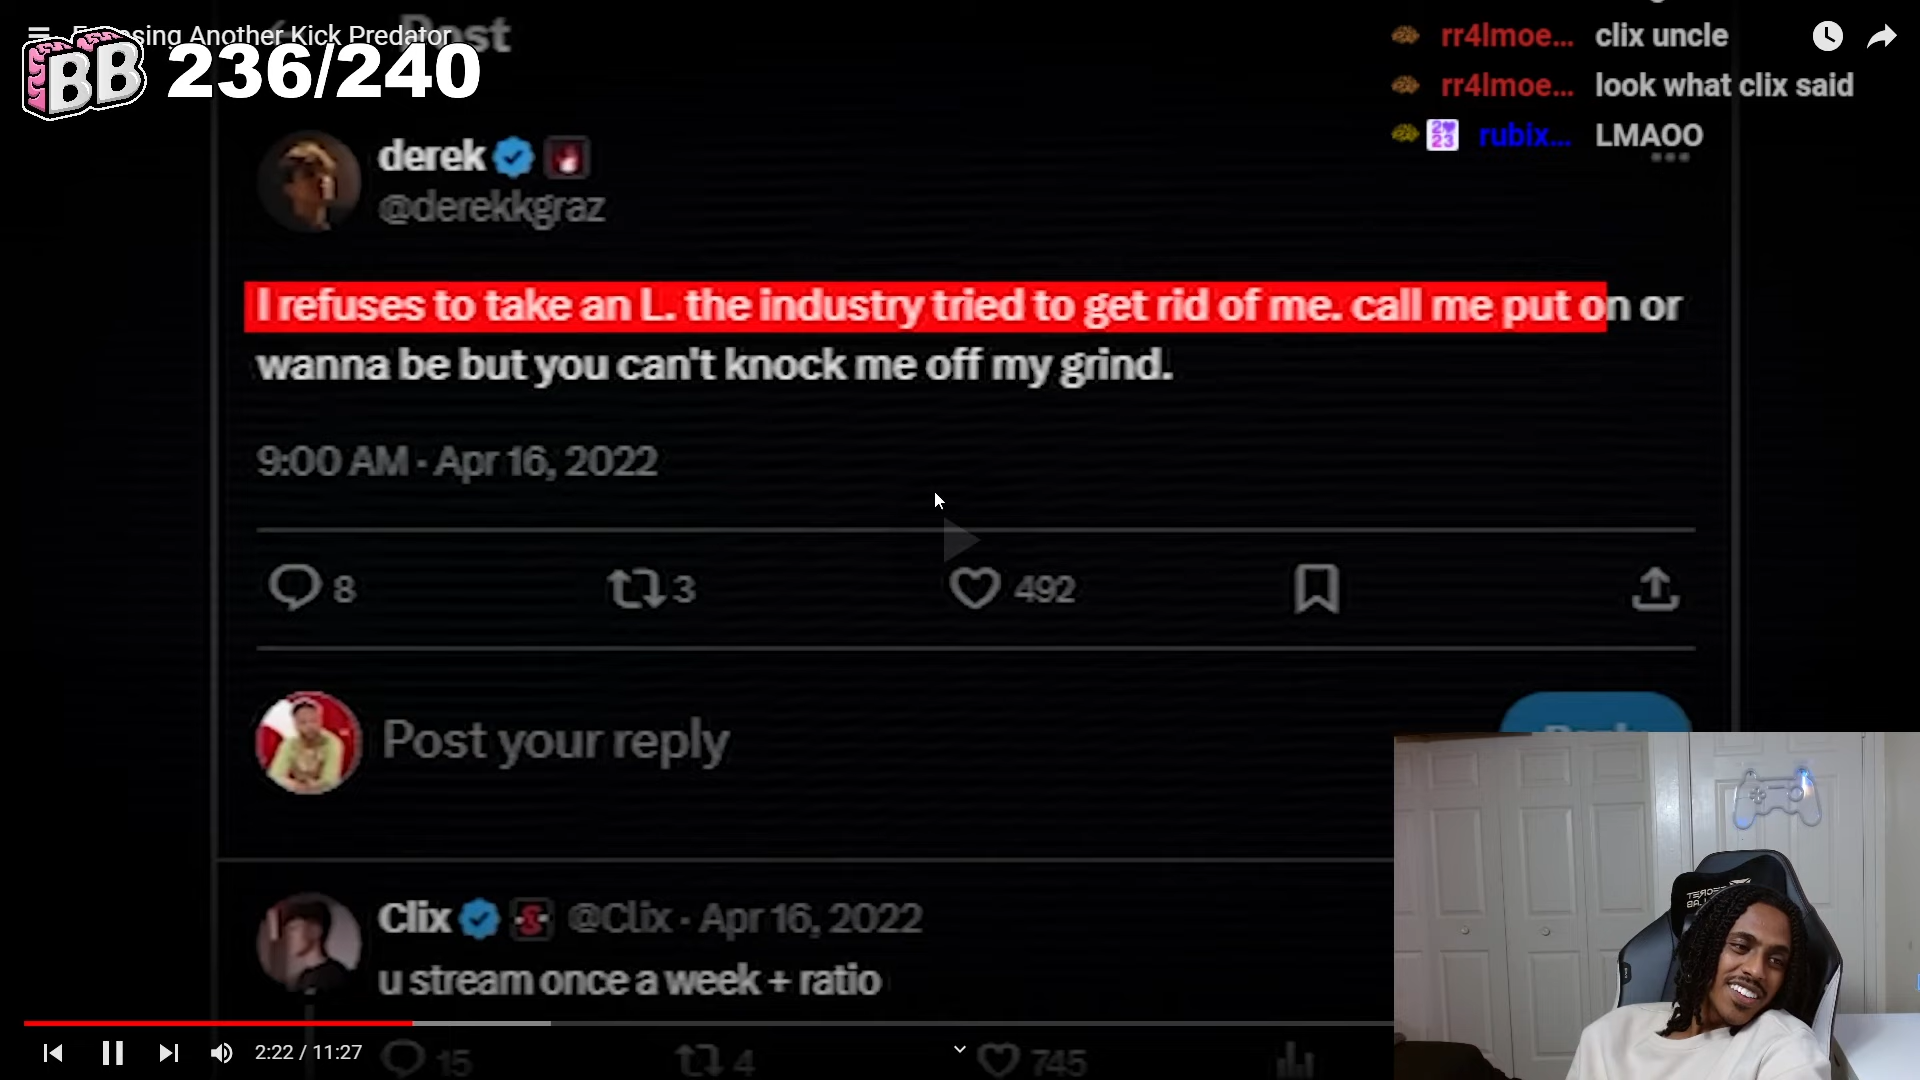 Another Kick Predator
BB 236/240
rr4lmoe... clix uncle
rr4lmoe... look what clix said
rubix... LMAOO
derek
@derekkgraz
I refuses to take an L. the industry tried to get rid of me. call me put on or
wanna be but you can't knock me off my grind.
9:00 AM · Apr 16, 2022
8 3 492
Post your reply
Clix @Clix · Apr 16, 2022
u stream once a week + ratio
2:22 / 11:27
15 4 745